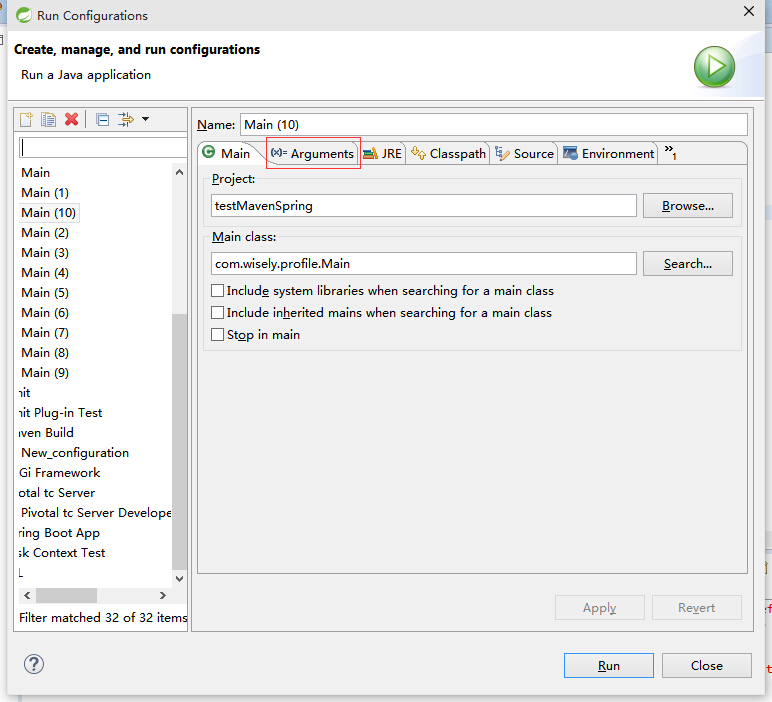 Run Configurations
Create, manage, and run configurations
Run a Java application
Name: Main (10)
Main (x)= Arguments JRE Classpath Source Environment »1
Project:
testMavenSpring Browse...
Main class:
com.wisely.profile.Main Search...
Include system libraries when searching for a main class
Include inherited mains when searching for a main class
Stop in main
Main
Main (1)
Main (10)
Main (2)
Main (3)
Main (4)
Main (5)
Main (6)
Main (7)
Main (8)
Main (9)
nit
nit Plug-in Test
aven Build
New_configuration
Gi Framework
otal tc Server
Pivotal tc Server Develope
ring Boot App
sk Context Test
Filter matched 32 of 32 items
Apply Revert
Run Close